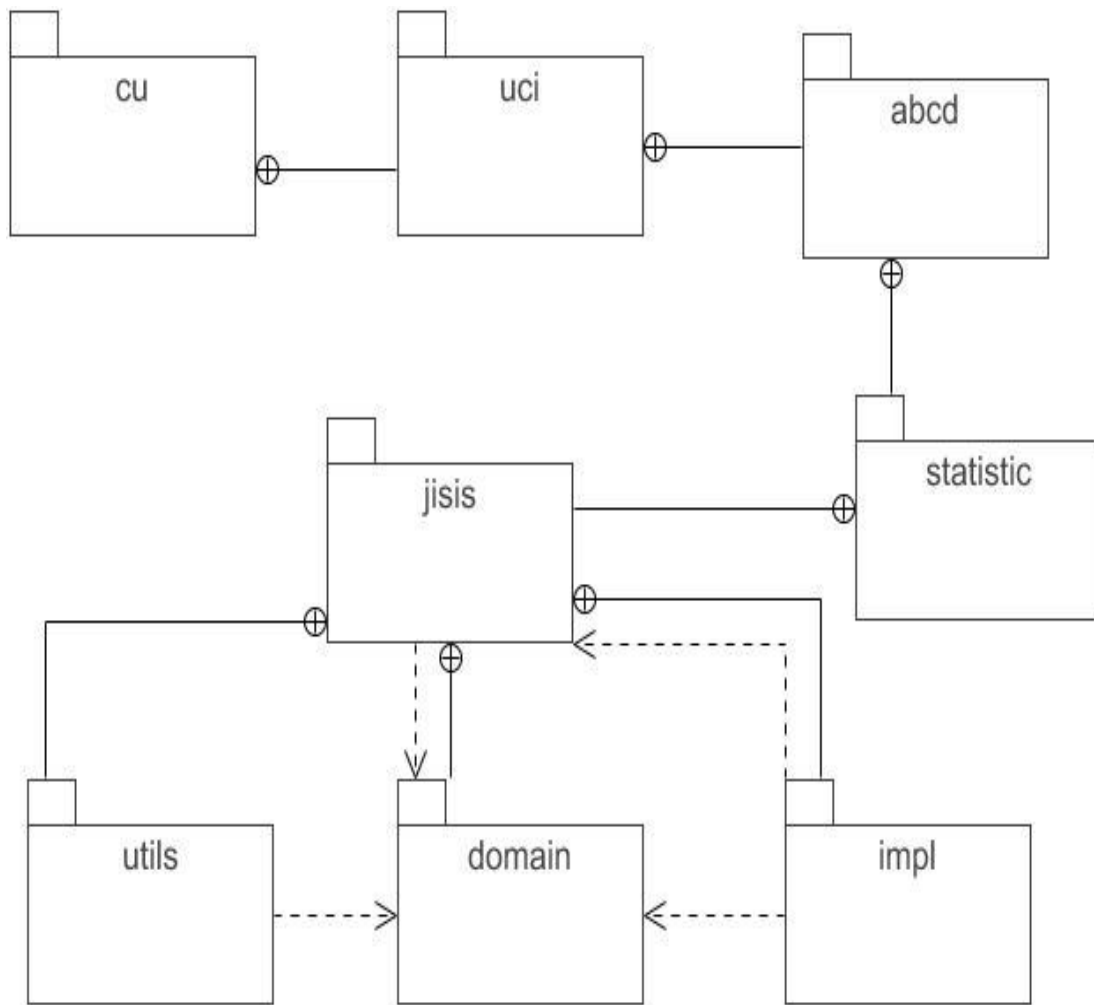 cu
uci
abcd
statistic
jisis
utils
domain
impl